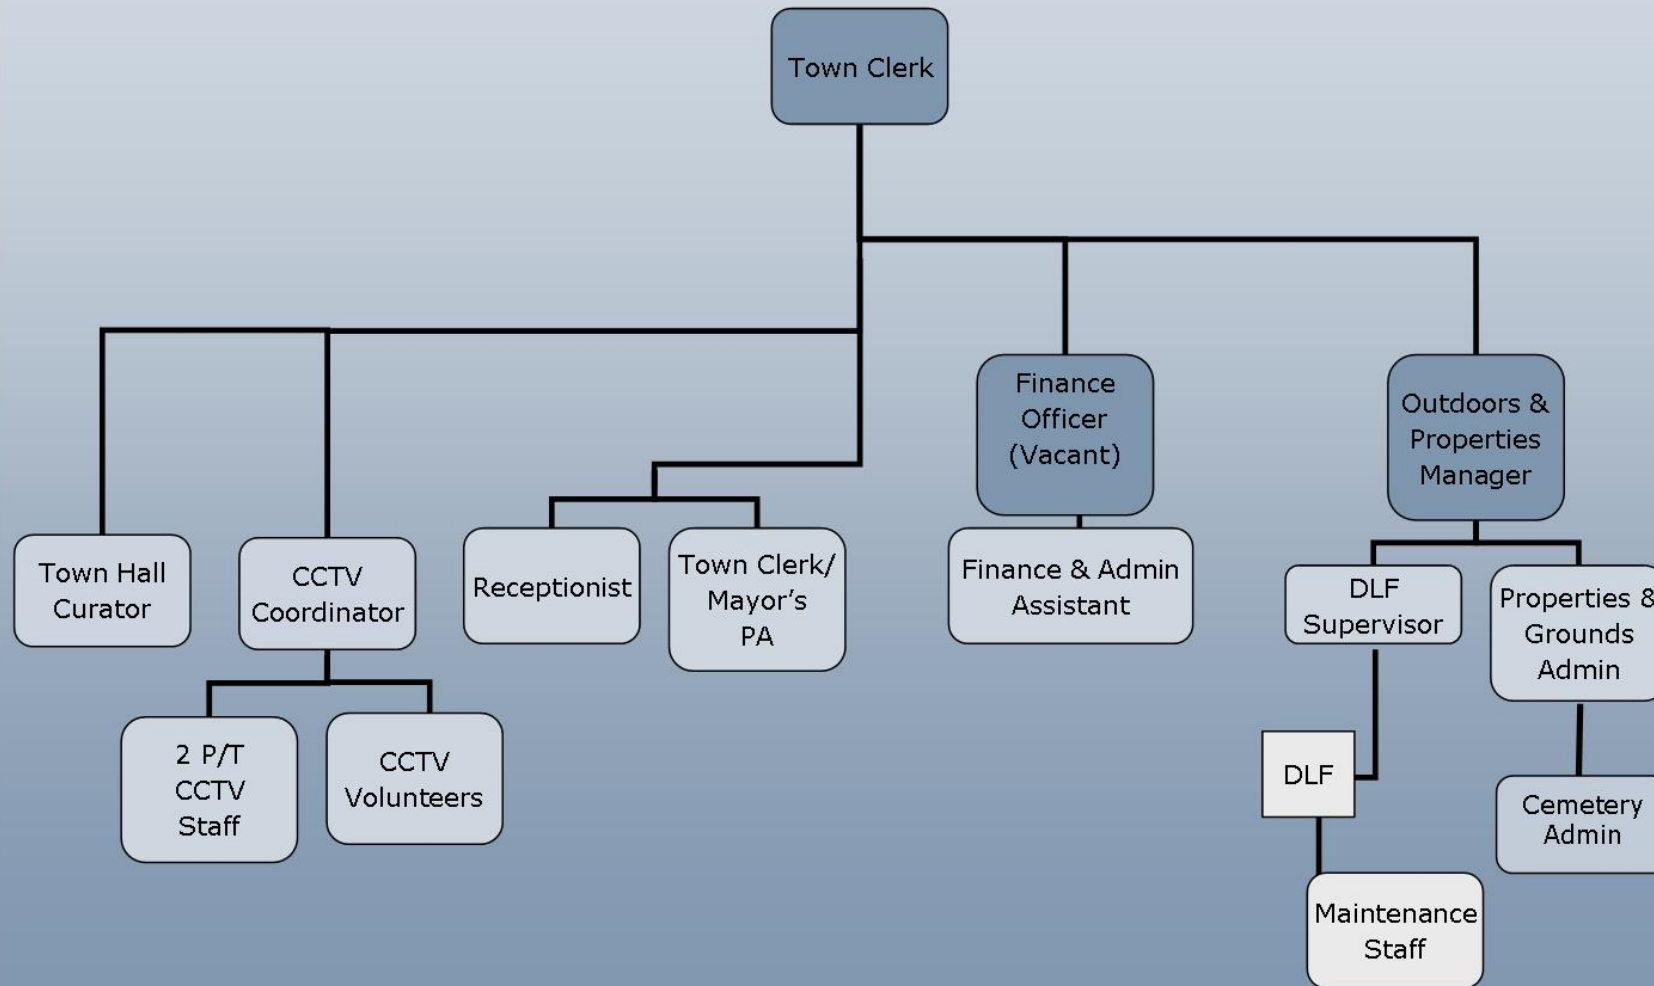 Town Clerk
Finance
Officer
(Vacant)
Outdoors &
Properties
Manager
Town Hall
Curator
CCTV
Coordinator
Receptionist
Town Clerk/
Mayor’s
PA
Finance & Admin
Assistant
DLF
Supervisor
Properties &
Grounds
Admin
2 P/T
CCTV
Staff
CCTV
Volunteers
DLF
Cemetery
Admin
Maintenance
Staff